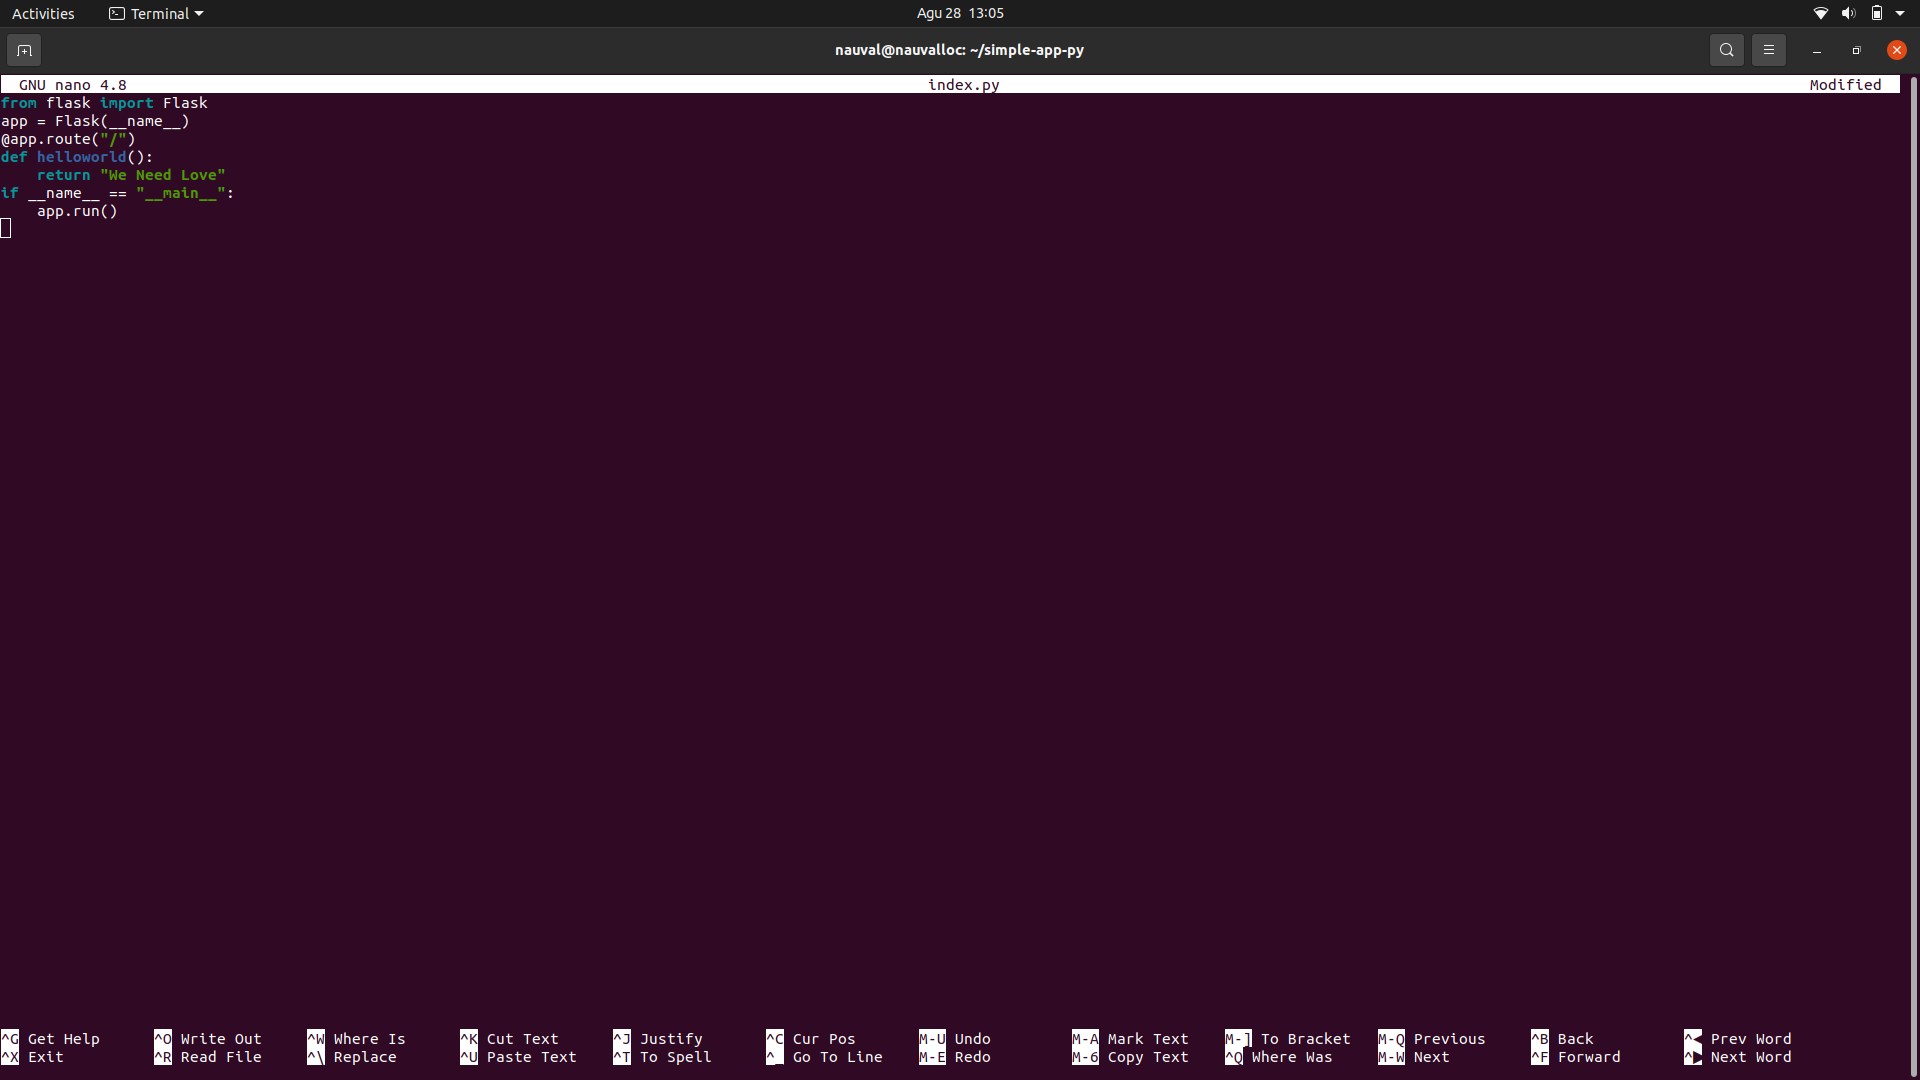 Activities Terminal Agu 28 13:05
nauval@nauvalloc: ~/simple-app-py
GNU nano 4.8 index.py Modified
from flask import Flask
app = Flask(__name__)
@app.route("/")
def helloworld():
    return "We Need Love"
if __name__ == "__main__":
    app.run()
^G Get Help ^O Write Out ^W Where Is ^K Cut Text ^J Justify ^C Cur Pos M-U Undo M-A Mark Text M-] To Bracket M-Q Previous ^B Back ^◀ Prev Word
^X Exit ^R Read File ^\ Replace ^U Paste Text ^T To Spell ^_ Go To Line M-E Redo M-6 Copy Text ^Q Where Was M-W Next ^F Forward ^▶ Next Word